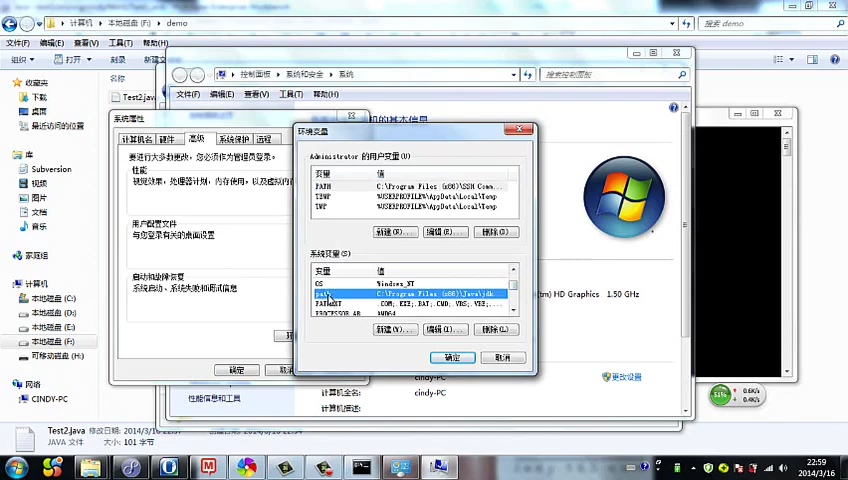 计算机 ▸ 本地磁盘 (F:) ▸ demo
搜索 demo
文件(F) 编辑(E) 查看(V) 工具(T) 帮助(H)
组织 打开 刻录
收藏夹
下载
桌面
最近访问的位置
库
Subversion
视频
图片
文档
音乐
家庭组
计算机
本地磁盘 (C:)
本地磁盘 (D:)
本地磁盘 (E:)
本地磁盘 (F:)
可移动磁盘 (H:)
网络
CINDY-PC
名称
Test2.java
控制面板 ▸ 系统和安全 ▸ 系统
搜索控制面板
文件(F) 编辑(E) 查看(V) 工具(T) 帮助(H)
机的基本信息
系统属性
计算机名 硬件 高级 系统保护 远程
要进行大多数更改，您必须作为管理员登录。
性能
视觉效果，处理器计划，内存使用，以及虚拟内存
用户配置文件
与您登录有关的桌面设置
启动和故障恢复
系统启动、系统失败和调试信息
确定
环境变量
Administrator 的用户变量(U)
变量 值
PATH C:\Program Files (x86)\SSH Comm...
TEMP %USERPROFILE%\AppData\Local\Temp
TMP %USERPROFILE%\AppData\Local\Temp
新建(N)... 编辑(E)... 删除(D)
系统变量(S)
变量 值
OS Windows_NT
path C:\Program Files (x86)\Java\jdk...
PATHEXT .COM;.EXE;.BAT;.CMD;.VBS;.VBE;...
PROCESSOR_AR AMD64
新建(W)... 编辑(I)... 删除(L)
确定 取消
(tm) HD Graphics 1.50 GHz
更改设置
性能信息和工具
cindy-PC
计算机全名: cindy-PC
计算机描述:
51% 0.6K/s
0.4K/s
Test2.java 修改日期: 2014/3/16
JAVA 文件 大小: 101 字节
22:59
2014/3/16